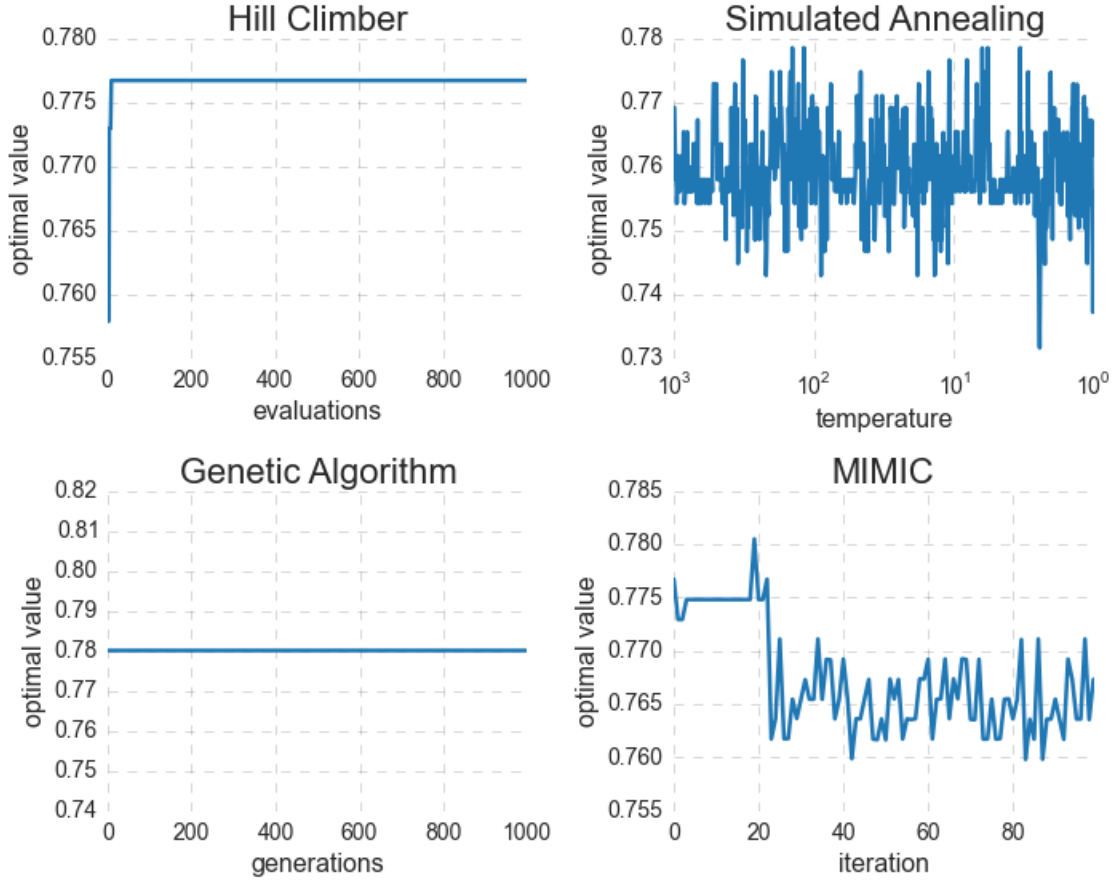 Hill Climber
0.780
0.775
0.770
0.765
0.760
0.755
optimal value
0 200 400 600 800 1000
evaluations
Simulated Annealing
0.78
0.77
0.76
0.75
0.74
0.73
optimal value
10³ 10² 10¹ 10⁰
temperature
Genetic Algorithm
0.82
0.81
0.80
0.79
0.78
0.77
0.76
0.75
0.74
optimal value
0 200 400 600 800 1000
generations
MIMIC
0.785
0.780
0.775
0.770
0.765
0.760
0.755
optimal value
0 20 40 60 80
iteration